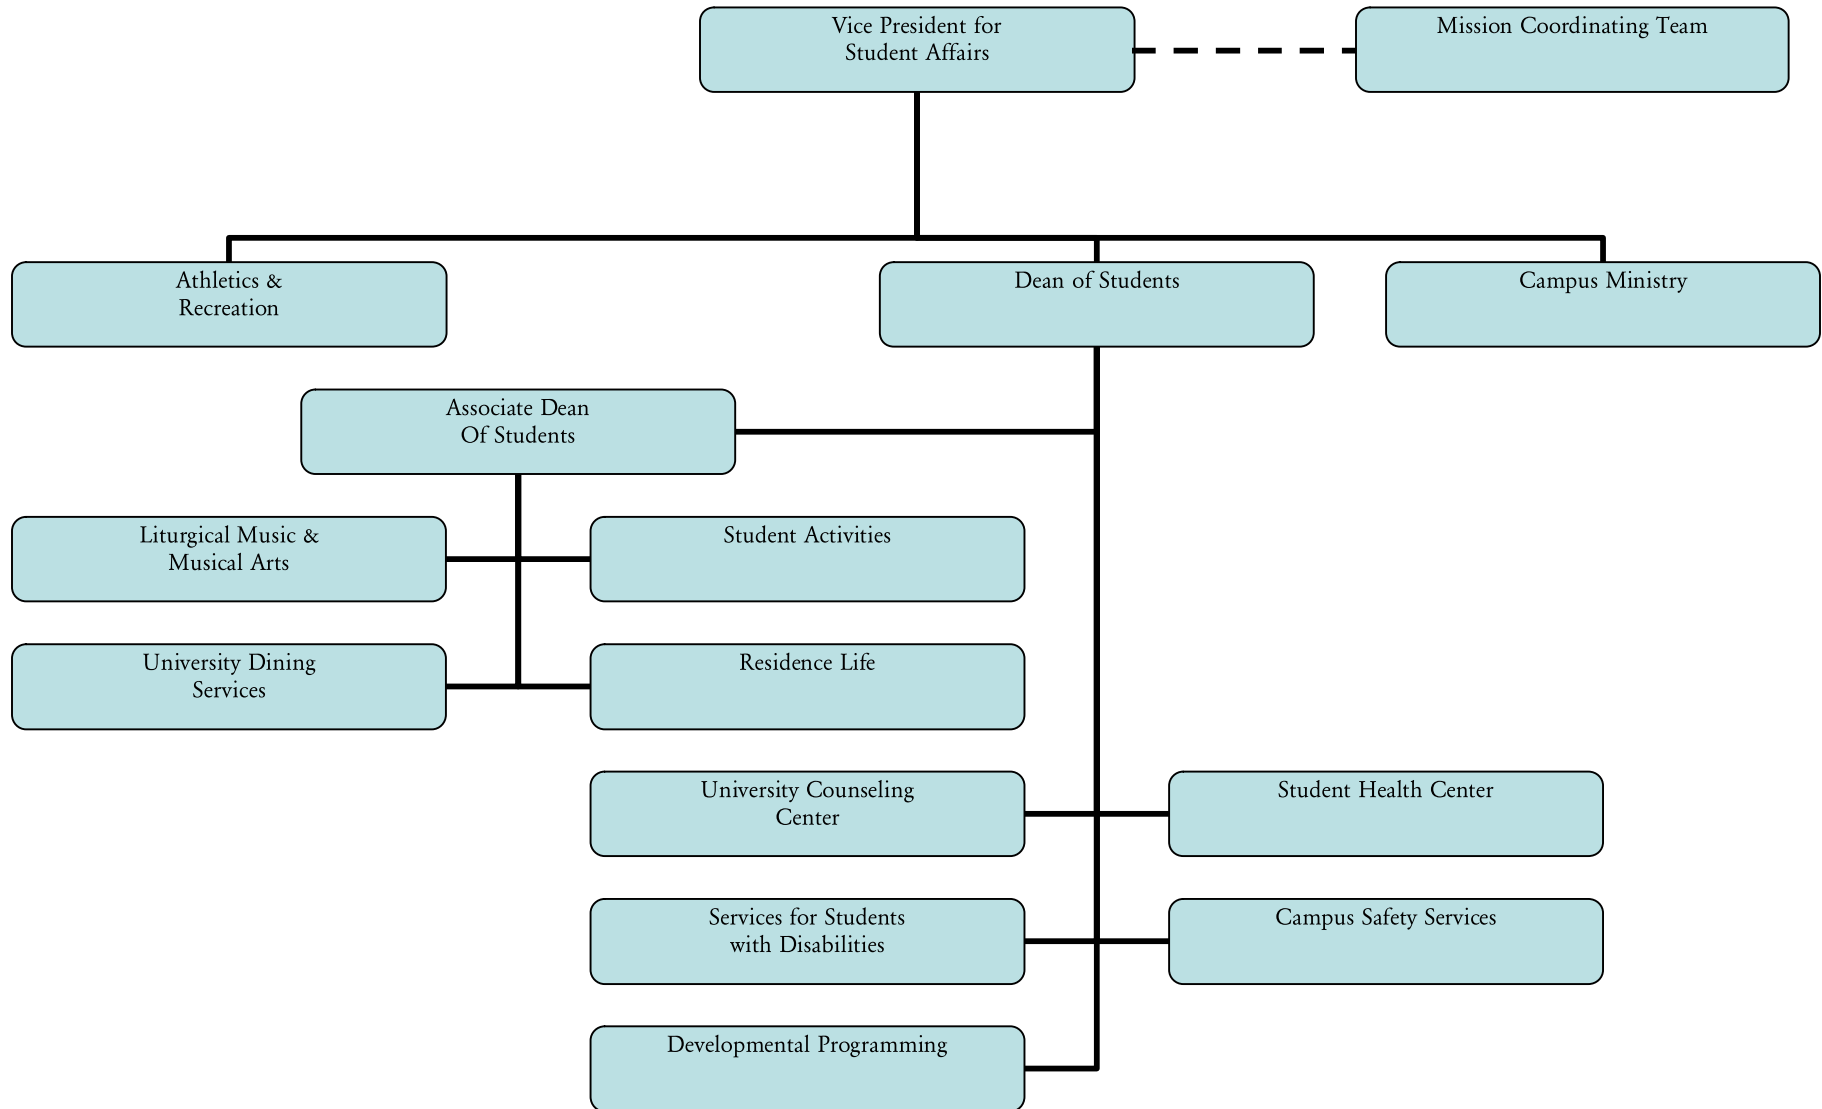 Vice President for
Student Affairs
Mission Coordinating Team
Athletics &
Recreation
Dean of Students
Campus Ministry
Associate Dean
Of Students
Liturgical Music &
Musical Arts
Student Activities
University Dining
Services
Residence Life
University Counseling
Center
Student Health Center
Services for Students
with Disabilities
Campus Safety Services
Developmental Programming